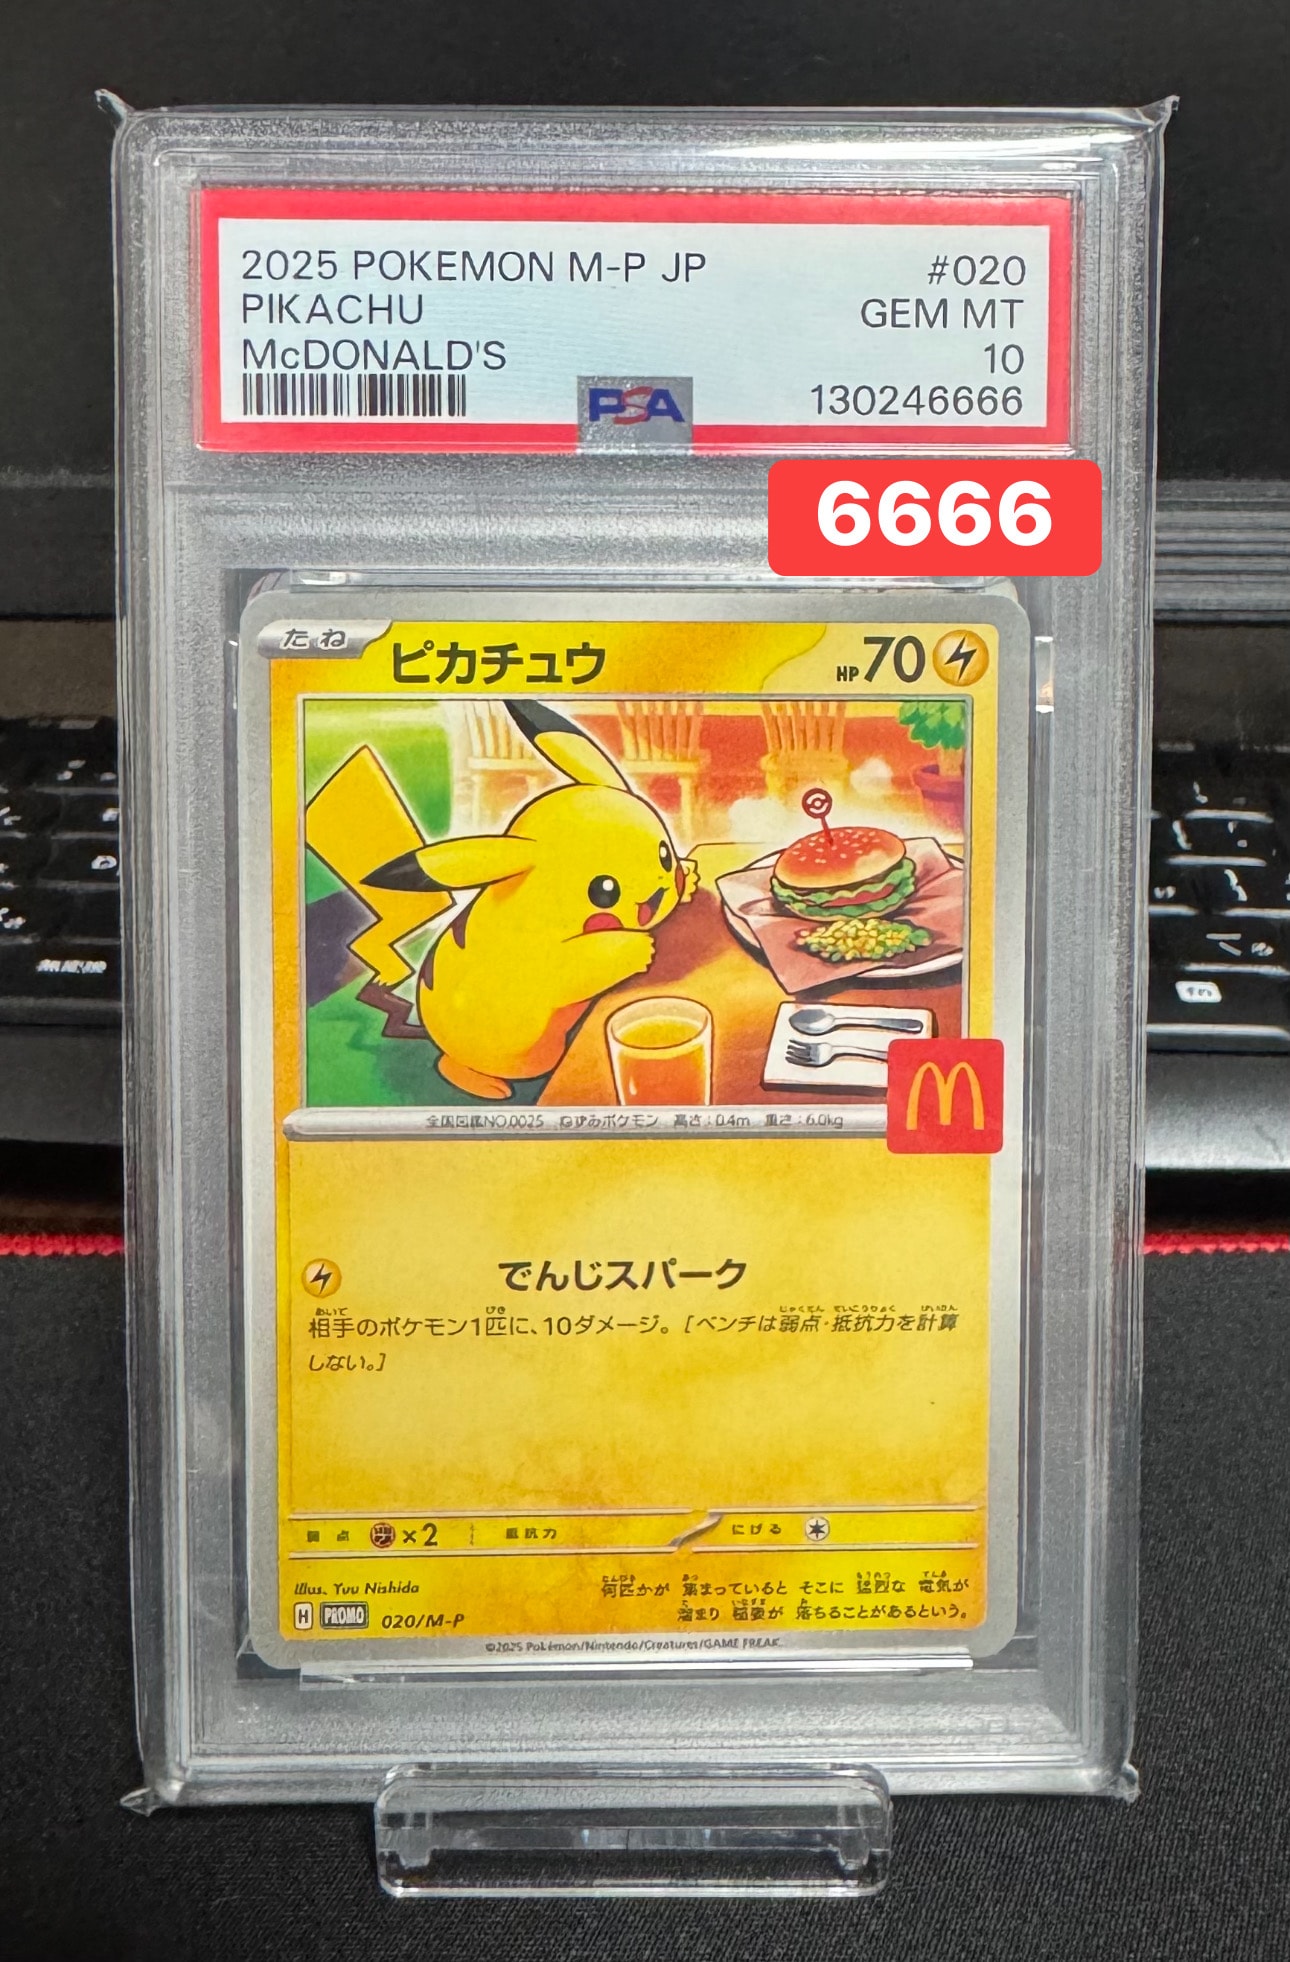 2025 POKEMON M-P JP #020
PIKACHU GEM MT
McDONALD'S 10
PSA 130246666
6666
たね ピカチュウ HP70
全国図鑑NO.0025 ねずみポケモン 高さ:0.4m 重さ:6.0kg
でんじスパーク
相手のポケモン1匹に、10ダメージ。[ベンチは弱点・抵抗力を計算
しない。]
弱点 ×2 抵抗力 にげる
Illus. Yuu Nishida
H PROMO 020/M-P
何匹かが 集まっていると そこに 猛烈な 電気が
溜まり 稲妻が 落ちることがあるという。
©2025 Pokémon/Nintendo/Creatures/GAME FREAK.